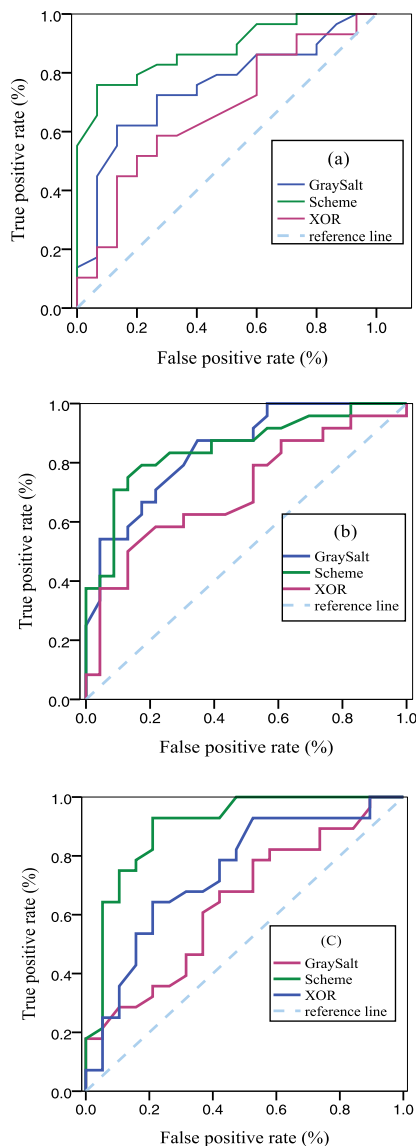 True positive rate (%)
1.0
0.8
0.6
0.4
0.2
0.0
(a)
GraySalt
Scheme
XOR
reference line
0.0 0.2 0.4 0.6 0.8 1.0
False positive rate (%)
True positive rate (%)
1.0
0.8
0.6
0.4
0.2
0.0
(b)
GraySalt
Scheme
XOR
reference line
0.0 0.2 0.4 0.6 0.8 1.0
False positive rate (%)
True positive rate (%)
1.0
0.8
0.6
0.4
0.2
0.0
(C)
GraySalt
Scheme
XOR
reference line
0.0 0.2 0.4 0.6 0.8 1.0
False positive rate (%)